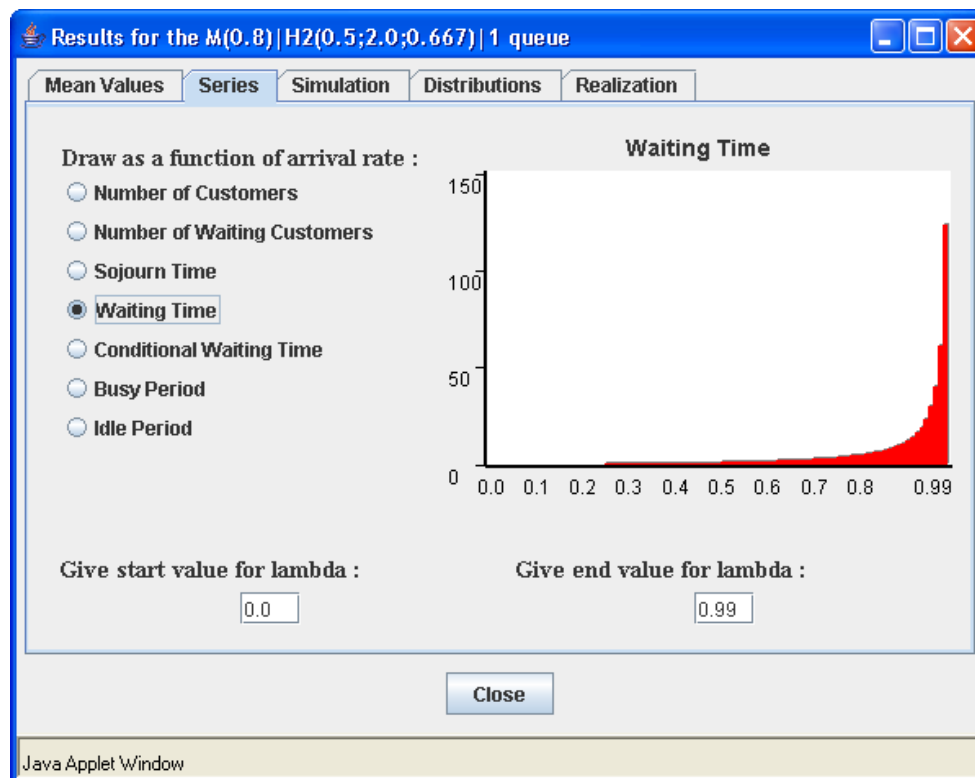 Results for the M(0.8)|H2(0.5;2.0;0.667)|1 queue
Mean Values Series Simulation Distributions Realization
Draw as a function of arrival rate :
Number of Customers
Number of Waiting Customers
Sojourn Time
Waiting Time
Conditional Waiting Time
Busy Period
Idle Period
Waiting Time
150
100
50
0
0.0 0.1 0.2 0.3 0.4 0.5 0.6 0.7 0.8 0.99
Give start value for lambda :
0.0
Give end value for lambda :
0.99
Close
Java Applet Window